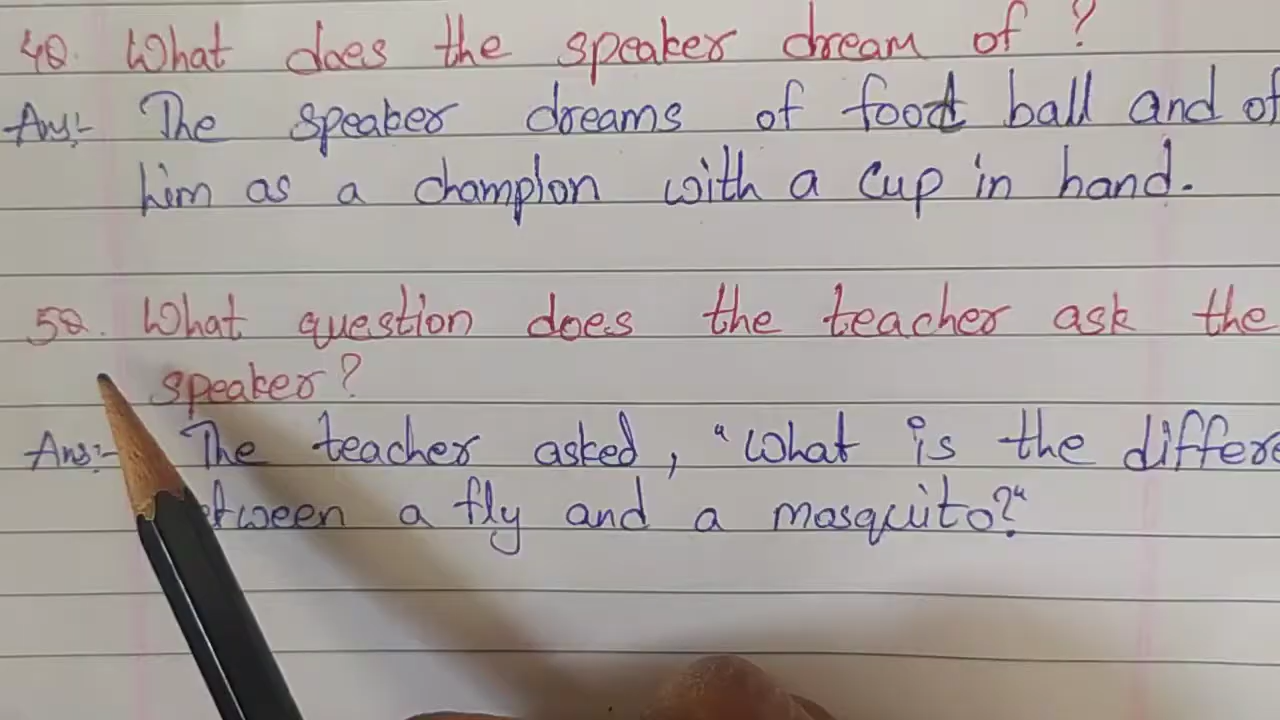 4Q. What does the speaker dream of ?
Ans:- The speaker dreams of foot ball and of
him as a champion with a cup in hand.
5Q. What question does the teacher ask the
speaker?
Ans:- The teacher asked, "What is the differe
etween a fly and a mosquito?"